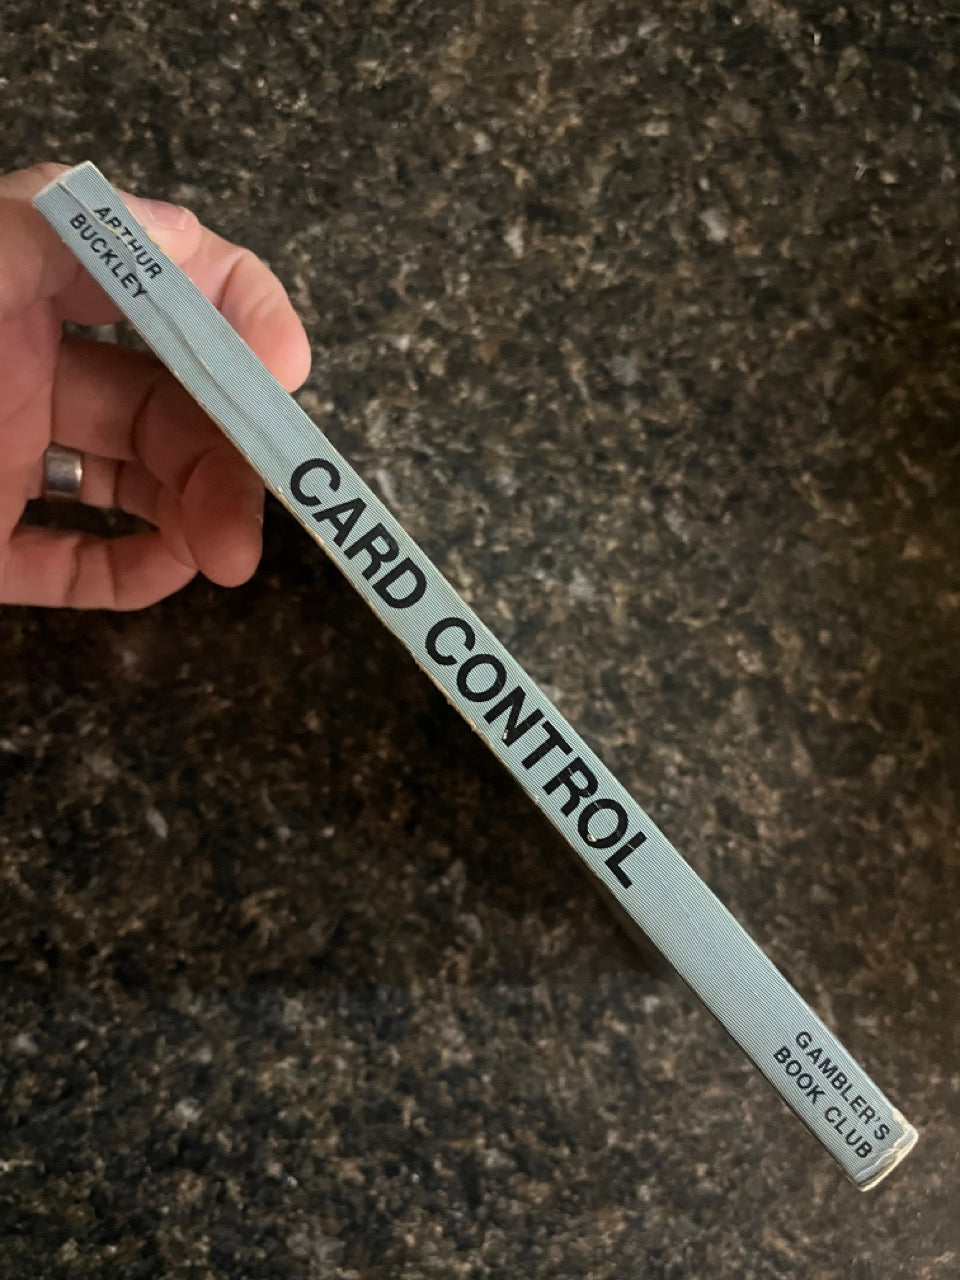 ARTHUR
BUCKLEY
CARD CONTROL
GAMBLER'S
BOOK CLUB